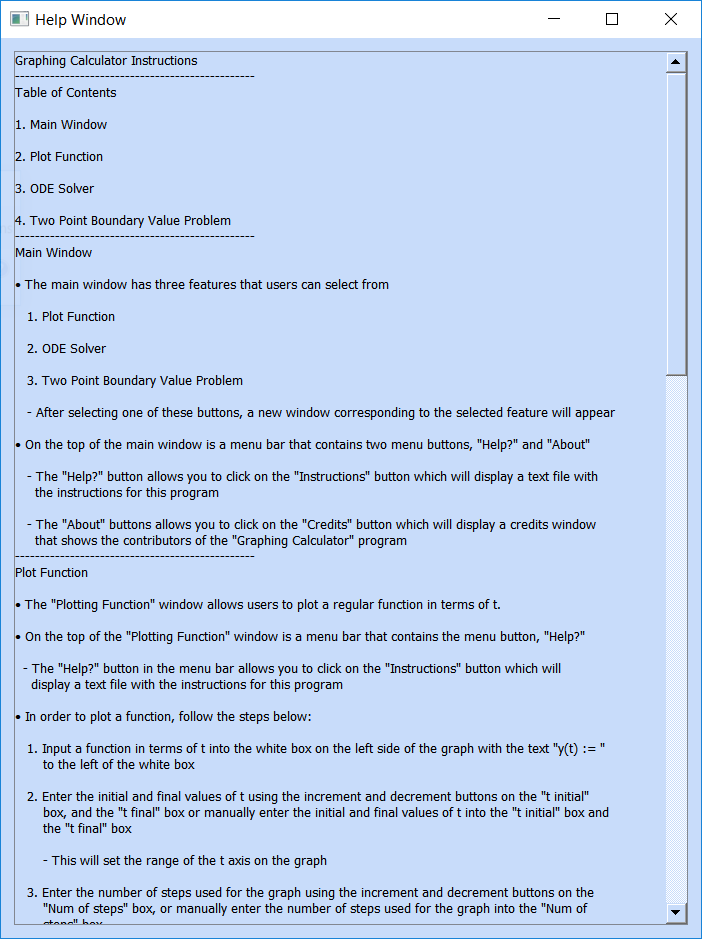 Help Window
Graphing Calculator Instructions
------------------------------------------------
Table of Contents
1. Main Window
2. Plot Function
3. ODE Solver
4. Two Point Boundary Value Problem
------------------------------------------------
Main Window
• The main window has three features that users can select from
1. Plot Function
2. ODE Solver
3. Two Point Boundary Value Problem
- After selecting one of these buttons, a new window corresponding to the selected feature will appear
• On the top of the main window is a menu bar that contains two menu buttons, "Help?" and "About"
- The "Help?" button allows you to click on the "Instructions" button which will display a text file with
the instructions for this program
- The "About" buttons allows you to click on the "Credits" button which will display a credits window
that shows the contributors of the "Graphing Calculator" program
------------------------------------------------
Plot Function
• The "Plotting Function" window allows users to plot a regular function in terms of t.
• On the top of the "Plotting Function" window is a menu bar that contains the menu button, "Help?"
- The "Help?" button in the menu bar allows you to click on the "Instructions" button which will
display a text file with the instructions for this program
• In order to plot a function, follow the steps below:
1. Input a function in terms of t into the white box on the left side of the graph with the text "y(t) := "
to the left of the white box
2. Enter the initial and final values of t using the increment and decrement buttons on the "t initial"
box, and the "t final" box or manually enter the initial and final values of t into the "t initial" box and
the "t final" box
- This will set the range of the t axis on the graph
3. Enter the number of steps used for the graph using the increment and decrement buttons on the
"Num of steps" box, or manually enter the number of steps used for the graph into the "Num of
steps" box